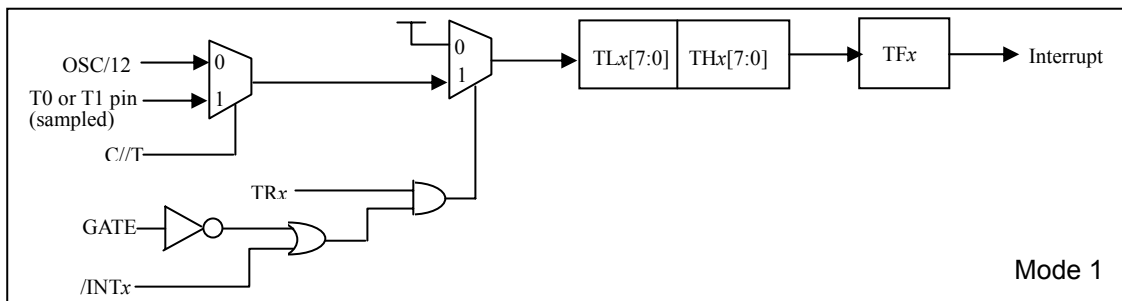 OSC/12
T0 or T1 pin
(sampled)
C//T
0
1
0
1
TLx[7:0]
THx[7:0]
TFx
Interrupt
TRx
GATE
/INTx
Mode 1